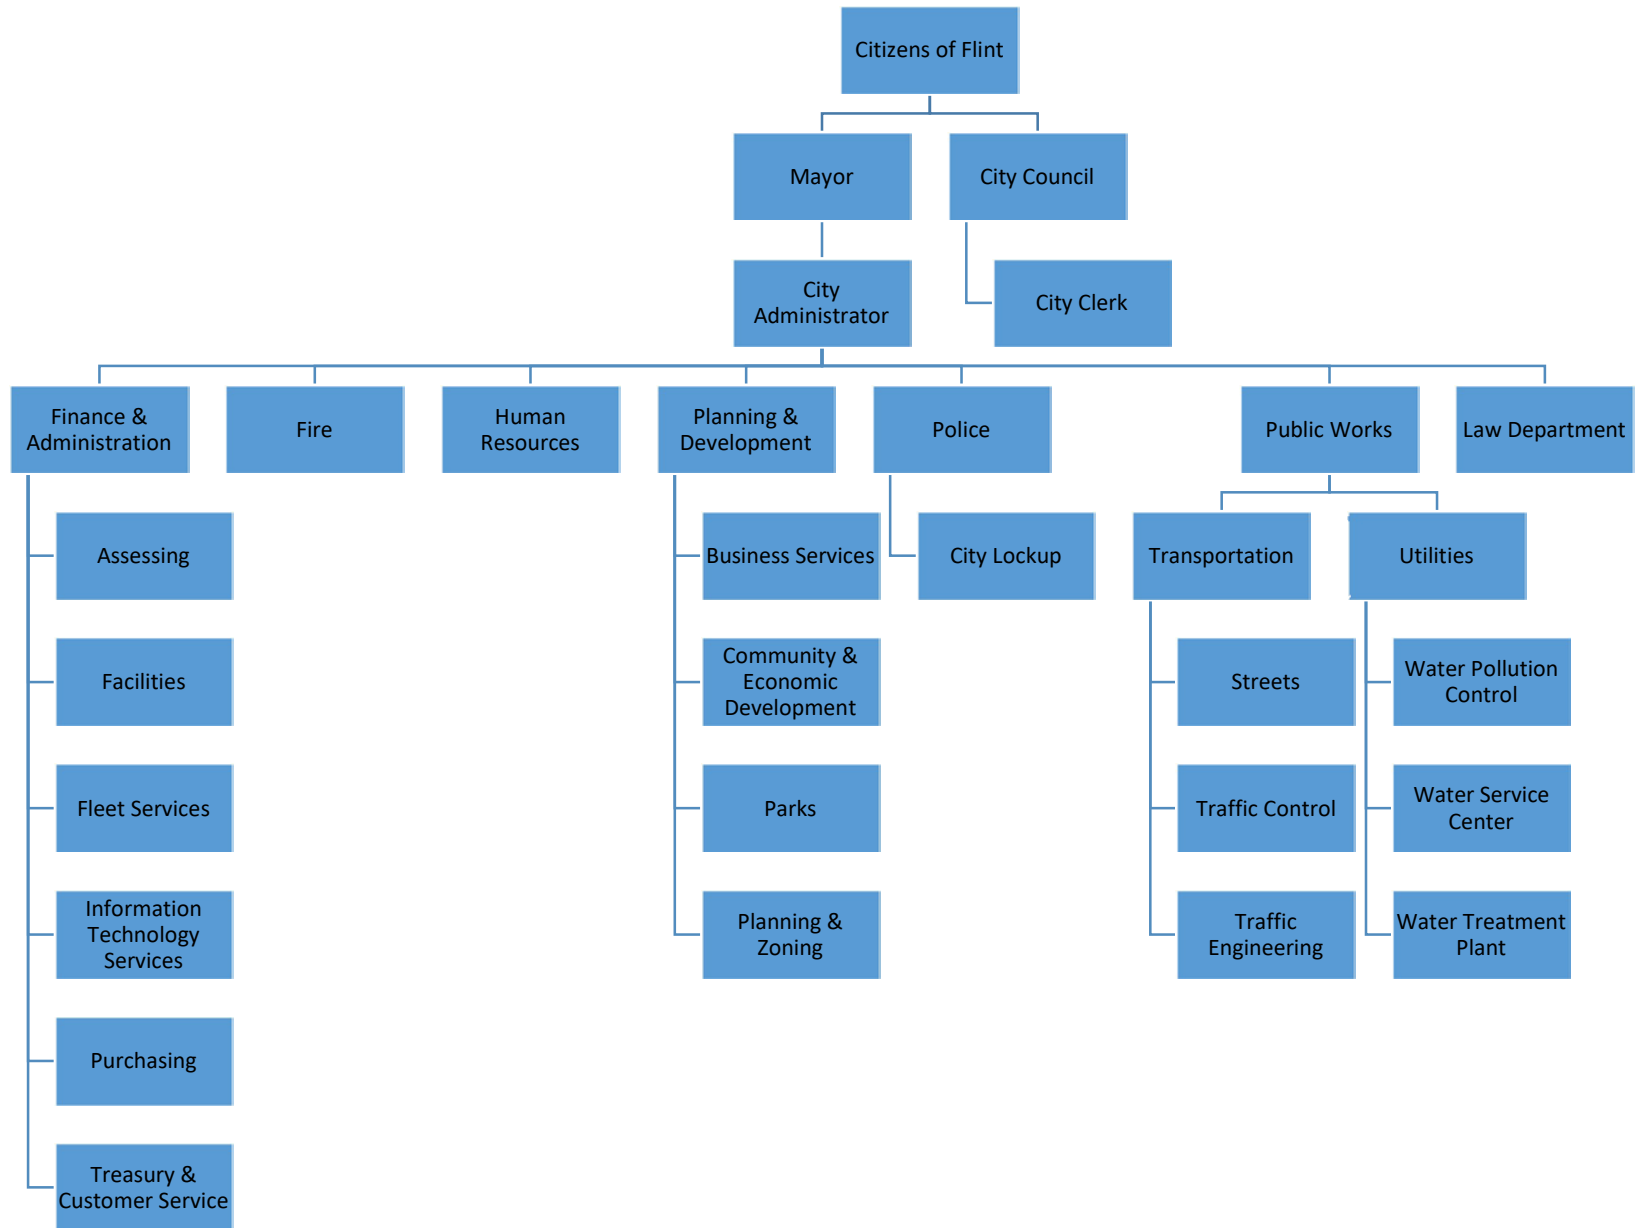 Citizens of Flint
Mayor
City Council
City
Administrator
City Clerk
Finance &
Administration
Fire
Human
Resources
Planning &
Development
Police
Public Works
Law Department
Assessing
Business Services
City Lockup
Transportation
Utilities
Facilities
Community &
Economic
Development
Streets
Water Pollution
Control
Fleet Services
Parks
Traffic Control
Water Service
Center
Information
Technology
Services
Planning &
Zoning
Traffic
Engineering
Water Treatment
Plant
Purchasing
Treasury &
Customer Service